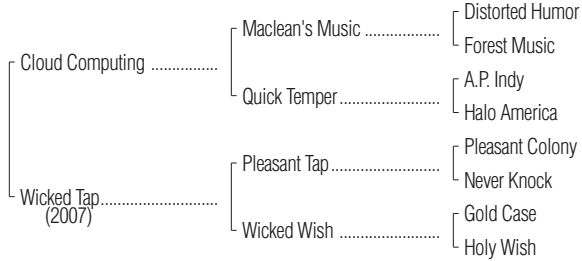 Distorted Humor
Maclean's Music ..................
Forest Music
Cloud Computing ................
A.P. Indy
Quick Temper........................
Halo America
Pleasant Colony
Pleasant Tap..........................
Never Knock
Wicked Tap............................
(2007)
Gold Case
Wicked Wish ........................
Holy Wish